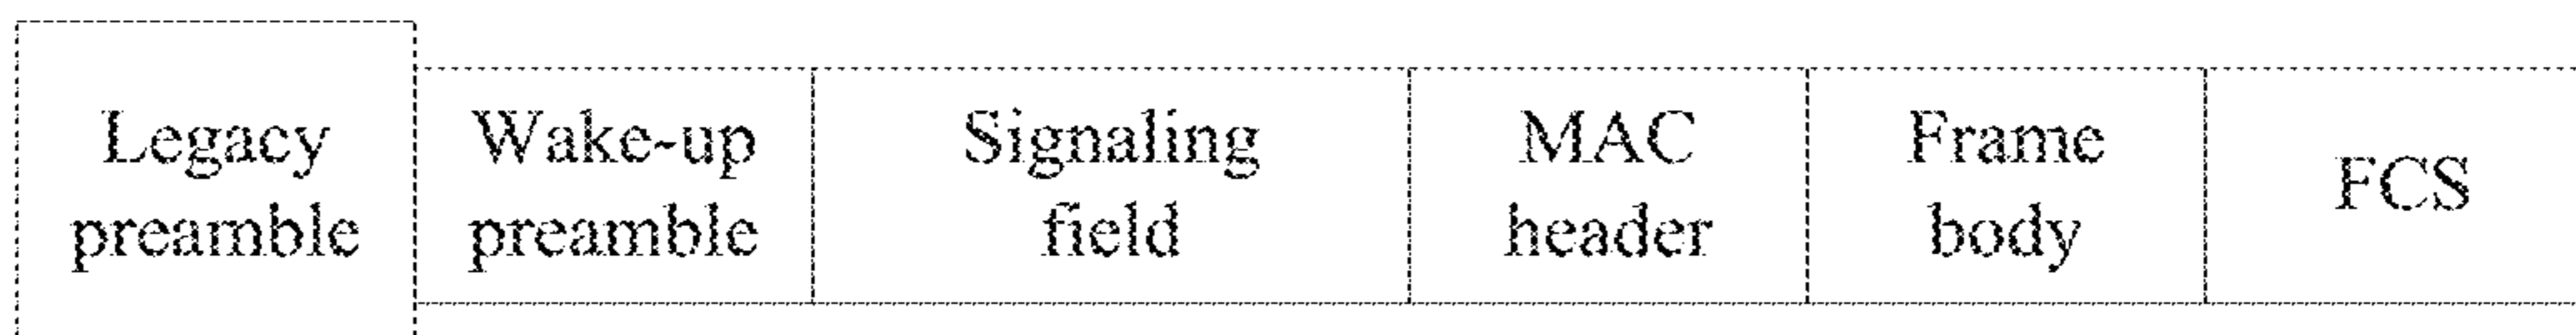 Legacy
preamble
Wake-up
preamble
Signaling
field
MAC
header
Frame
body
FCS